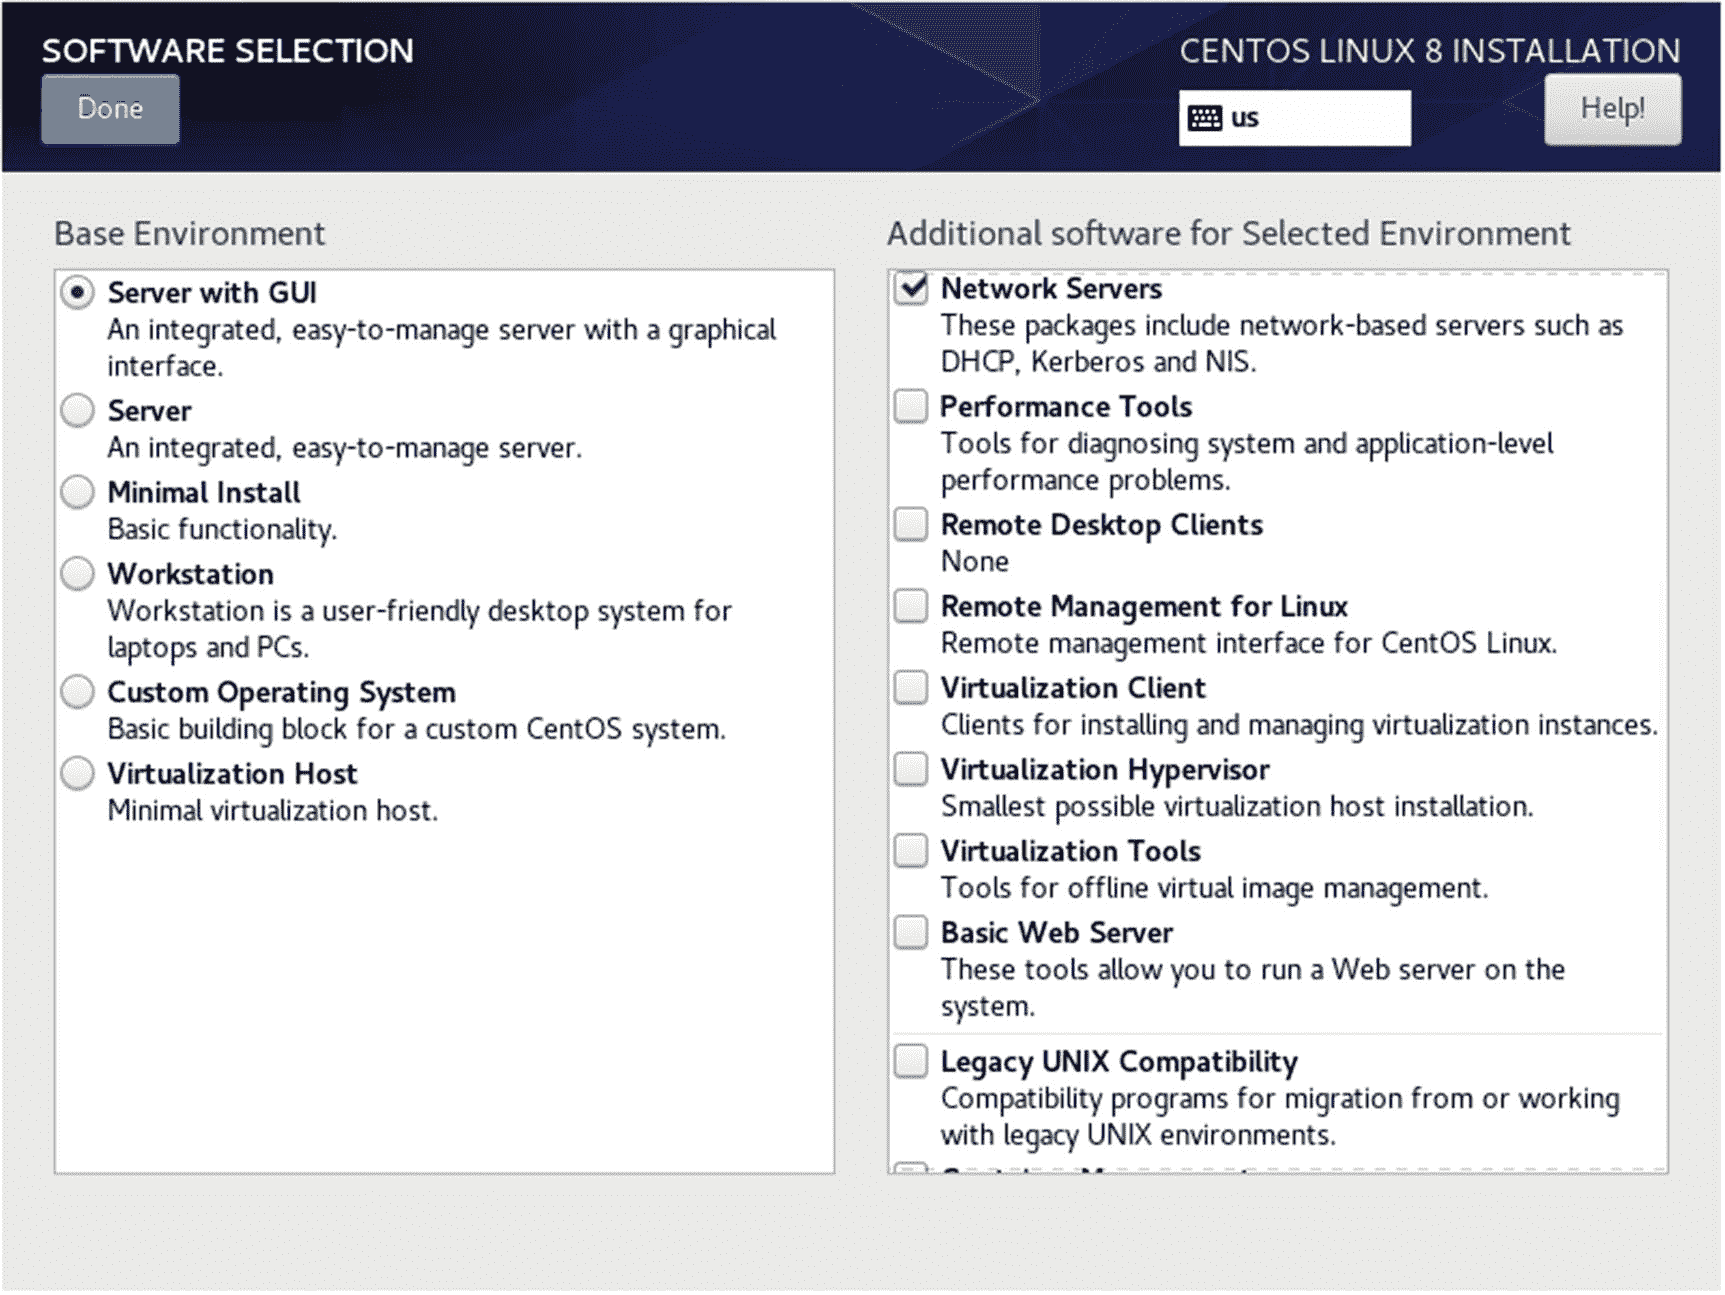 SOFTWARE SELECTION
CENTOS LINUX 8 INSTALLATION
Done
us
Help!
Base Environment
Server with GUI
An integrated, easy-to-manage server with a graphical
interface.
Server
An integrated, easy-to-manage server.
Minimal Install
Basic functionality.
Workstation
Workstation is a user-friendly desktop system for
laptops and PCs.
Custom Operating System
Basic building block for a custom CentOS system.
Virtualization Host
Minimal virtualization host.
Additional software for Selected Environment
Network Servers
These packages include network-based servers such as
DHCP, Kerberos and NIS.
Performance Tools
Tools for diagnosing system and application-level
performance problems.
Remote Desktop Clients
None
Remote Management for Linux
Remote management interface for CentOS Linux.
Virtualization Client
Clients for installing and managing virtualization instances.
Virtualization Hypervisor
Smallest possible virtualization host installation.
Virtualization Tools
Tools for offline virtual image management.
Basic Web Server
These tools allow you to run a Web server on the
system.
Legacy UNIX Compatibility
Compatibility programs for migration from or working
with legacy UNIX environments.